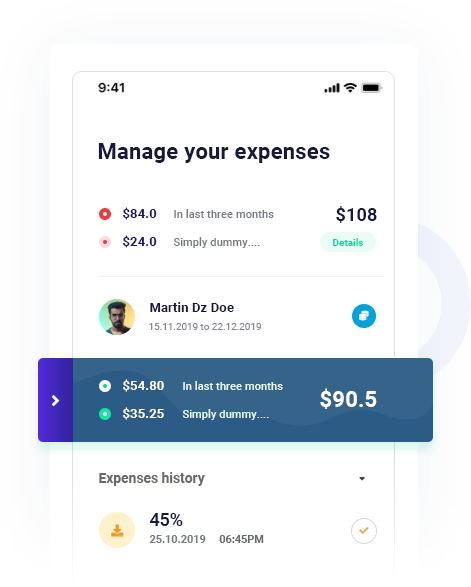 9:41
Manage your expenses
$84.0 In last three months $108
$24.0 Simply dummy.... Details
Martin Dz Doe
15.11.2019 to 22.12.2019
$54.80 In last three months $90.5
$35.25 Simply dummy....
Expenses history
45%
25.10.2019 06:45PM